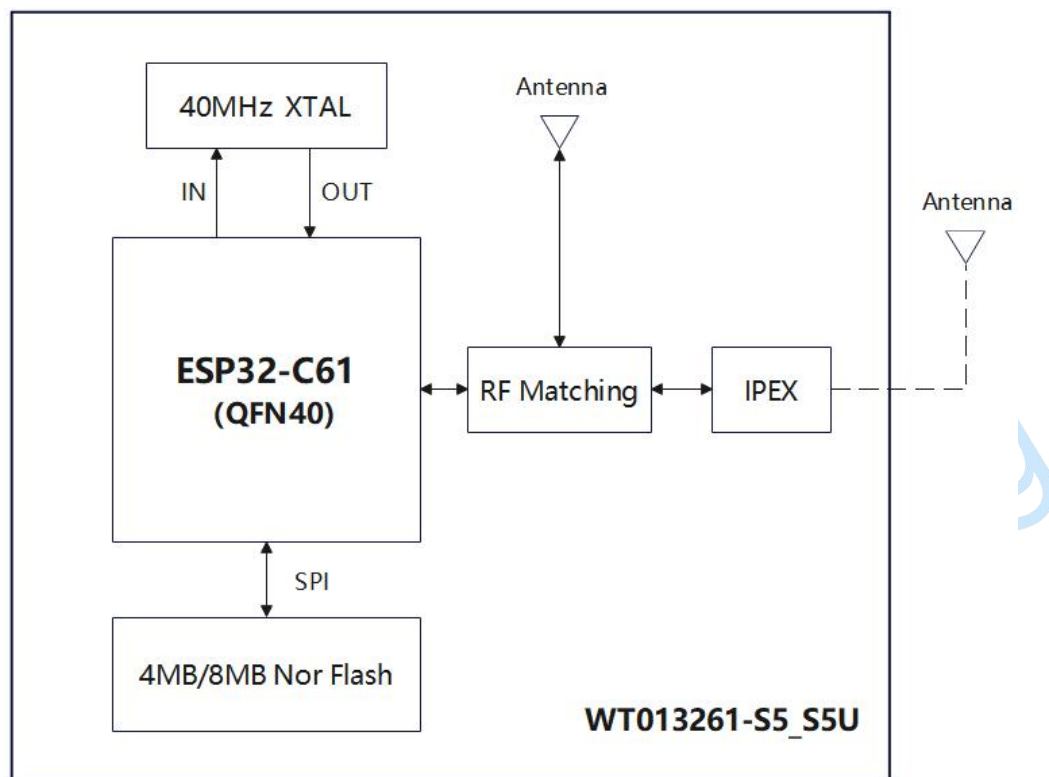 40MHz XTAL
Antenna
IN
OUT
Antenna
ESP32-C61
(QFN40)
RF Matching
IPEX
SPI
4MB/8MB Nor Flash
WT013261-S5_S5U